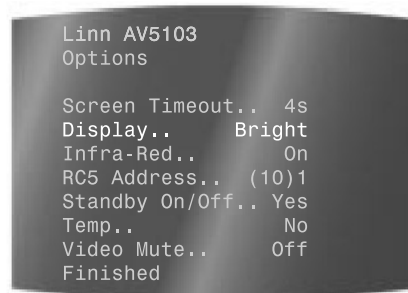 Linn AV5103
Options
Screen Timeout.. 4s
Display.. Bright
Infra-Red.. On
RC5 Address.. (10)1
Standby On/Off.. Yes
Temp.. No
Video Mute.. Off
Finished